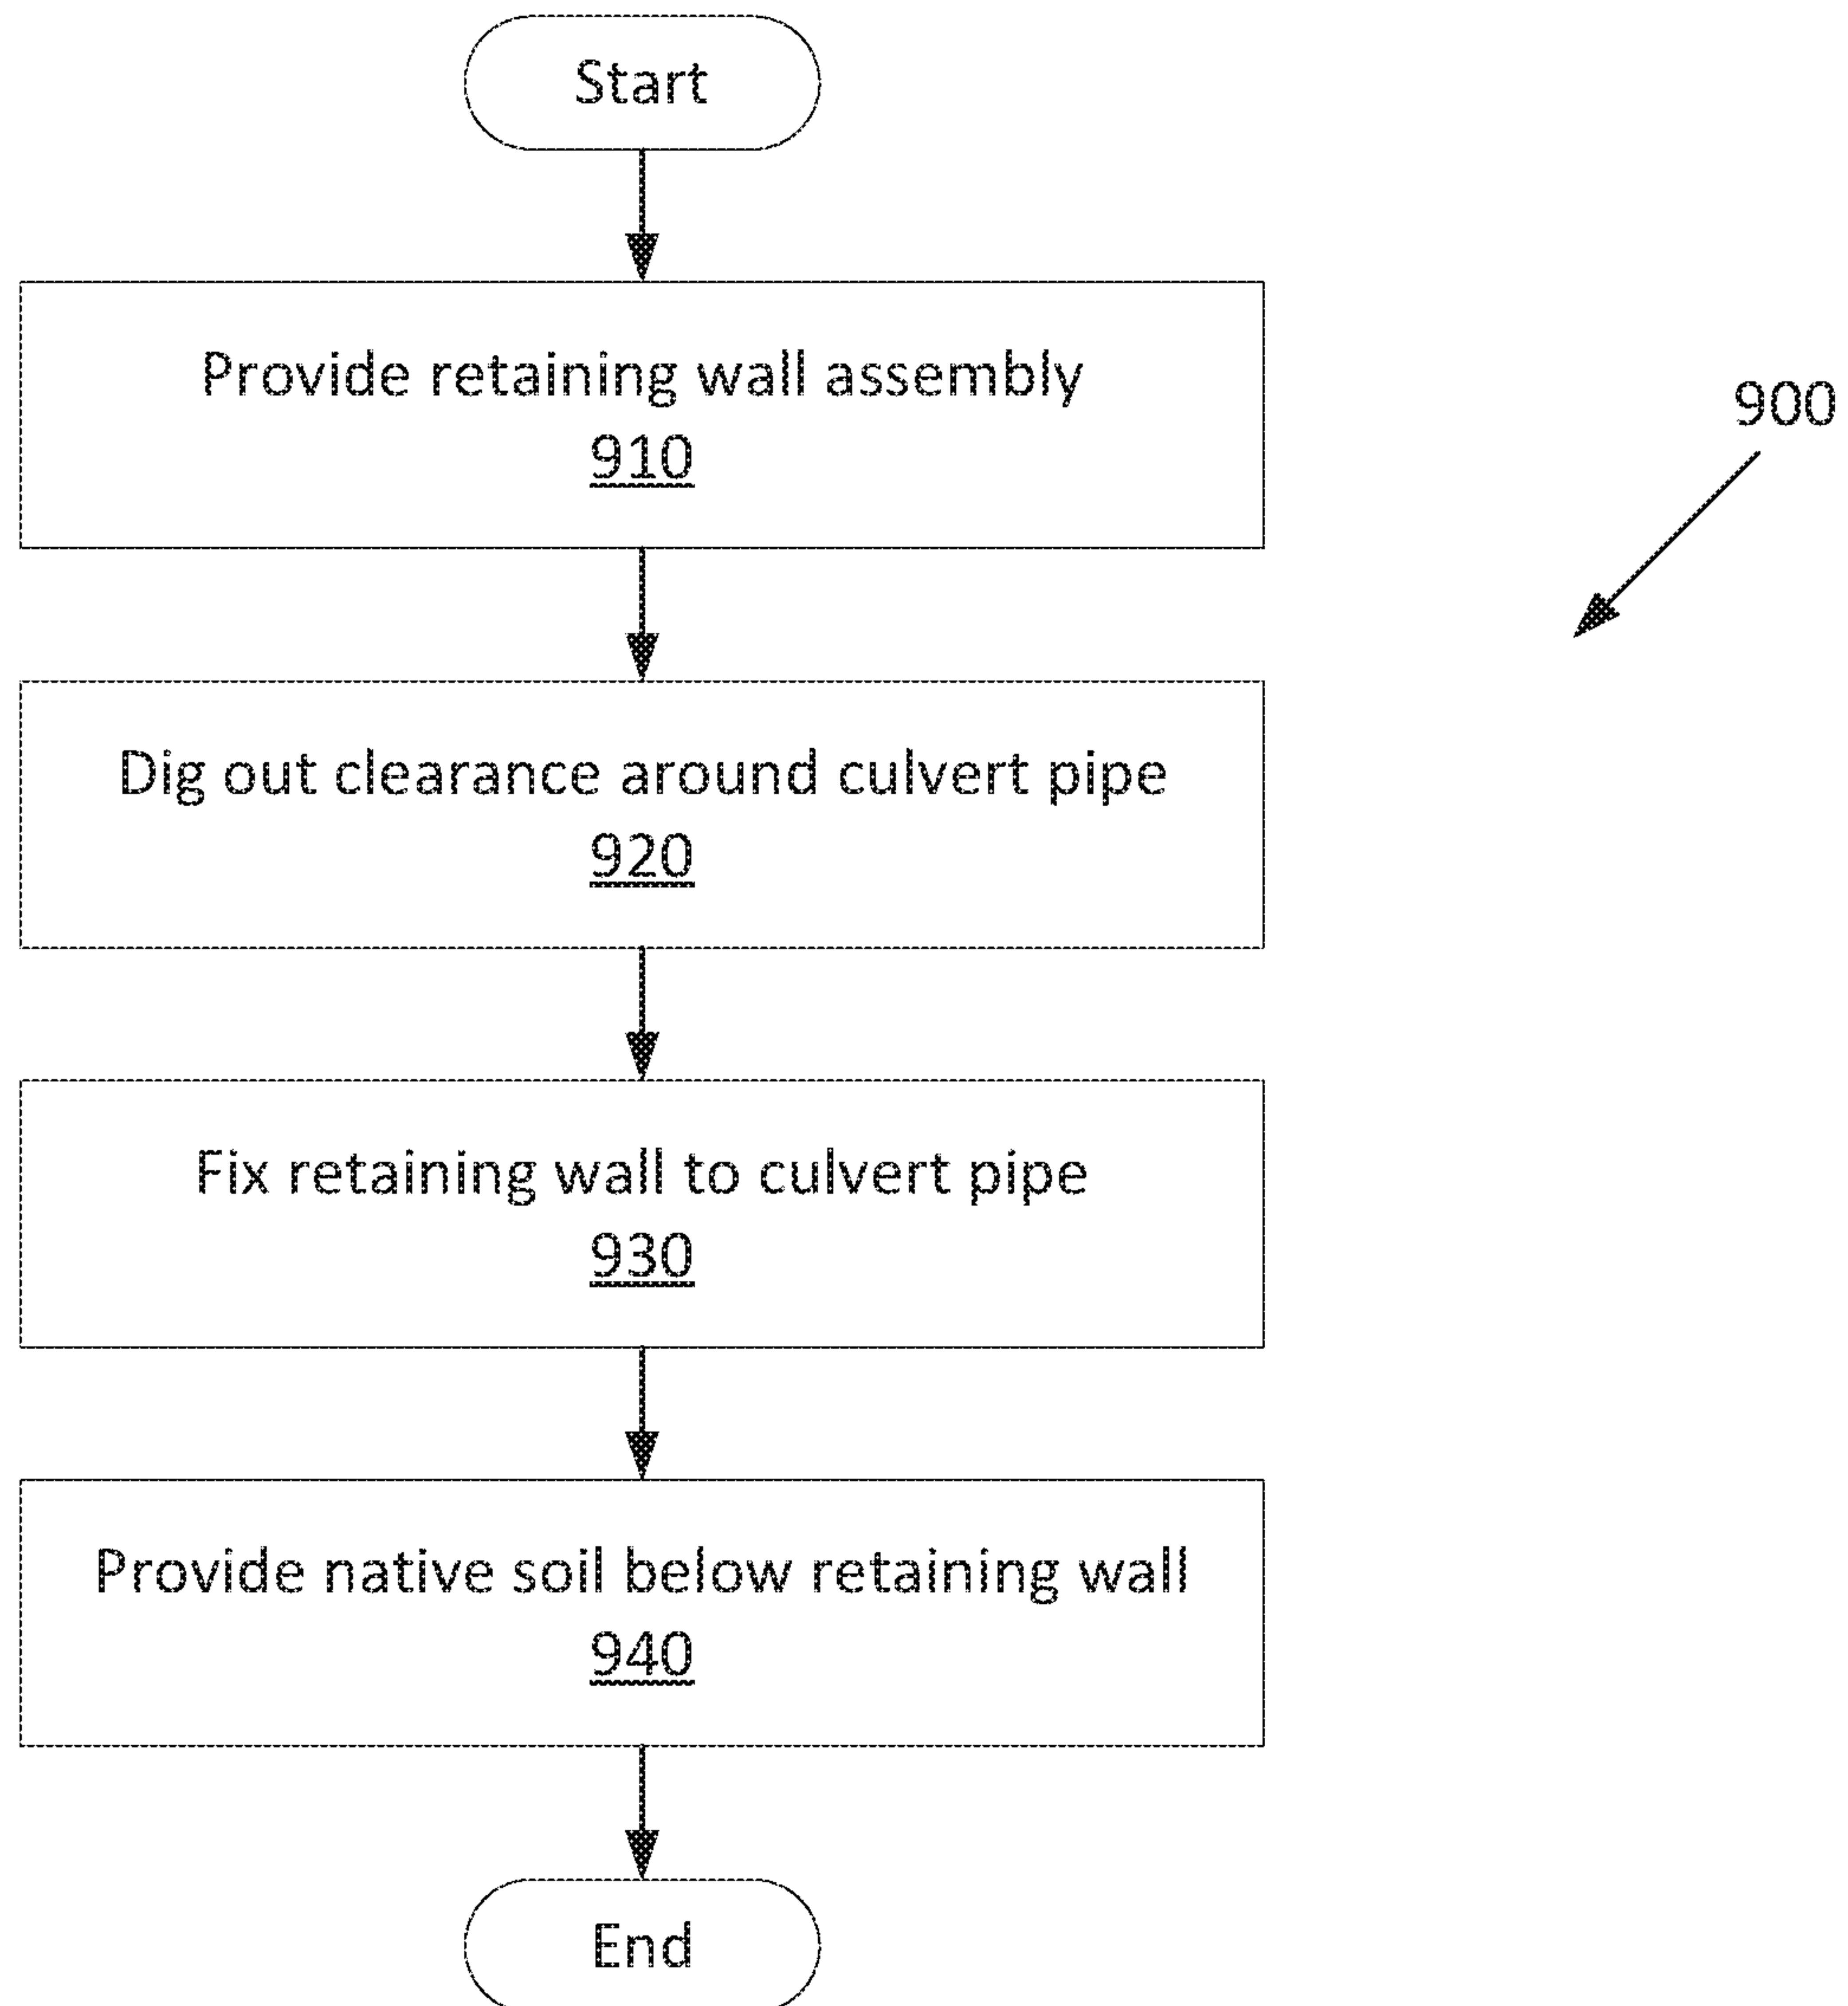 Start
Provide retaining wall assembly
910
900
Dig out clearance around culvert pipe
920
Fix retaining wall to culvert pipe
930
Provide native soil below retaining wall
940
End